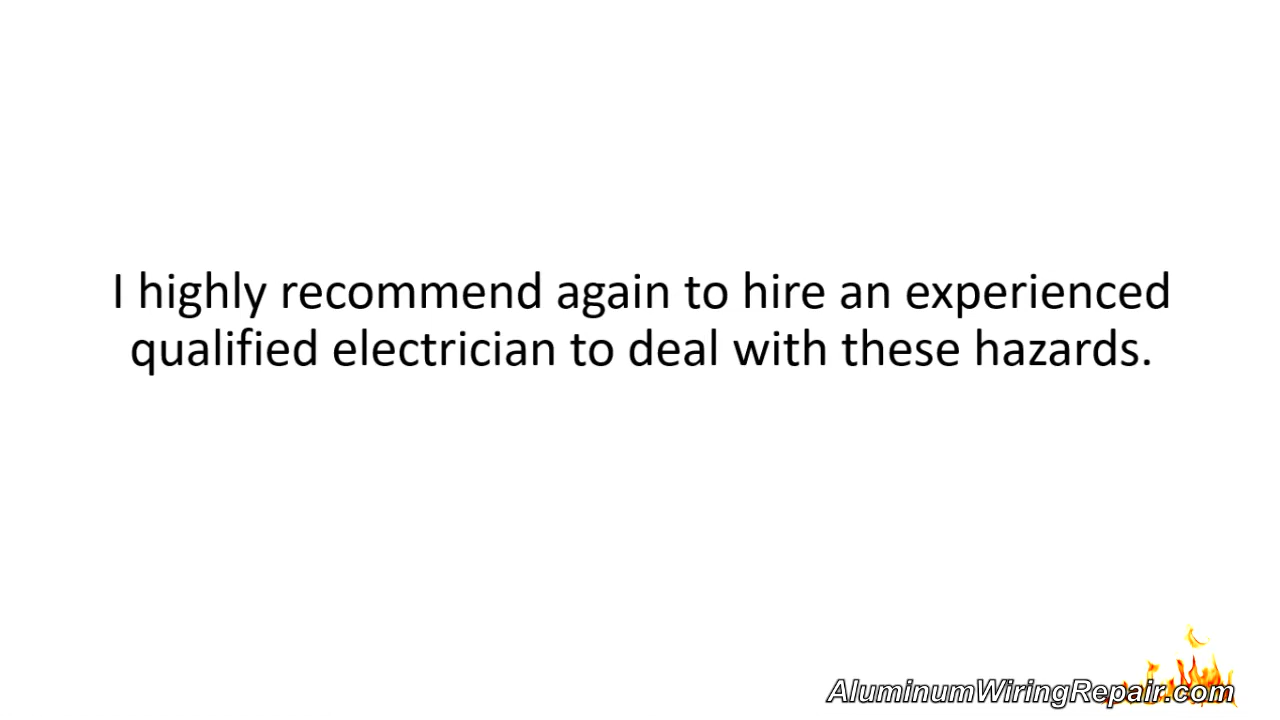 I highly recommend again to hire an experienced
qualified electrician to deal with these hazards.
AluminumWiringRepair.com